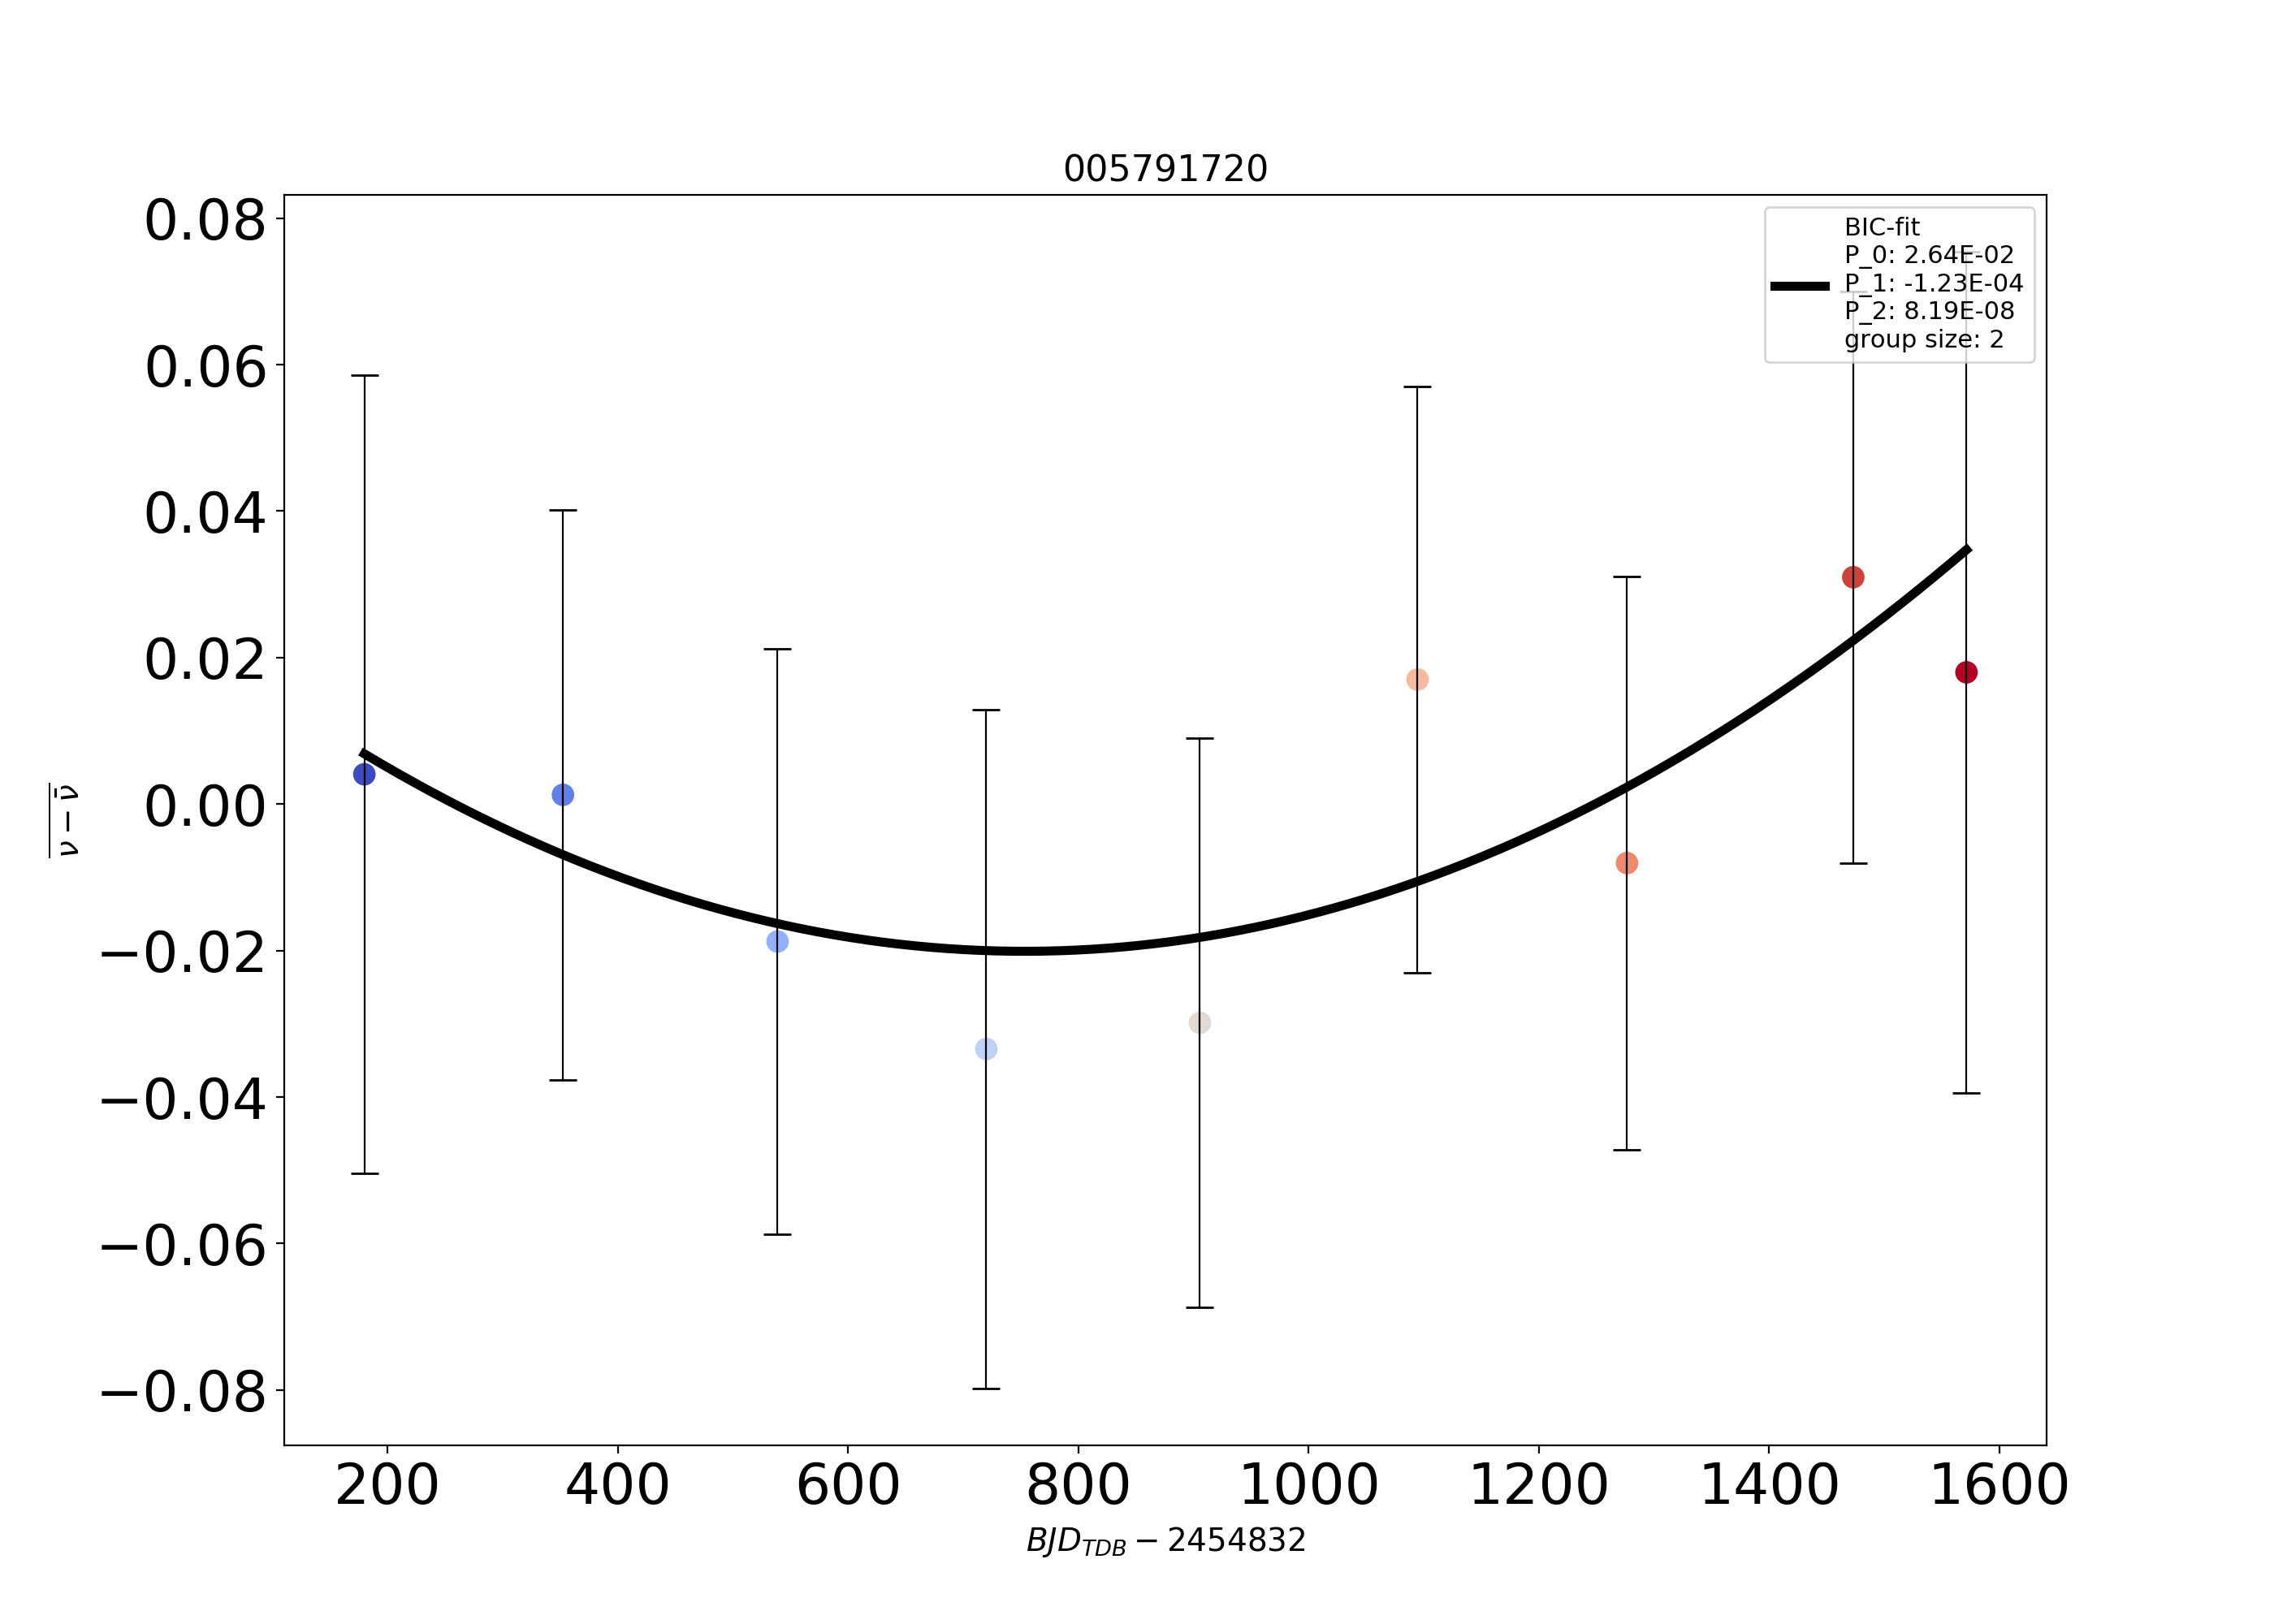 005791720
0.08
0.06
0.04
0.02
0.00
−0.02
−0.04
−0.06
−0.08
ν − ν̄
BIC-fit
P_0: 2.64E-02
P_1: -1.23E-04
P_2: 8.19E-08
group size: 2
200 400 600 800 1000 1200 1400 1600
BJD_TDB − 2454832